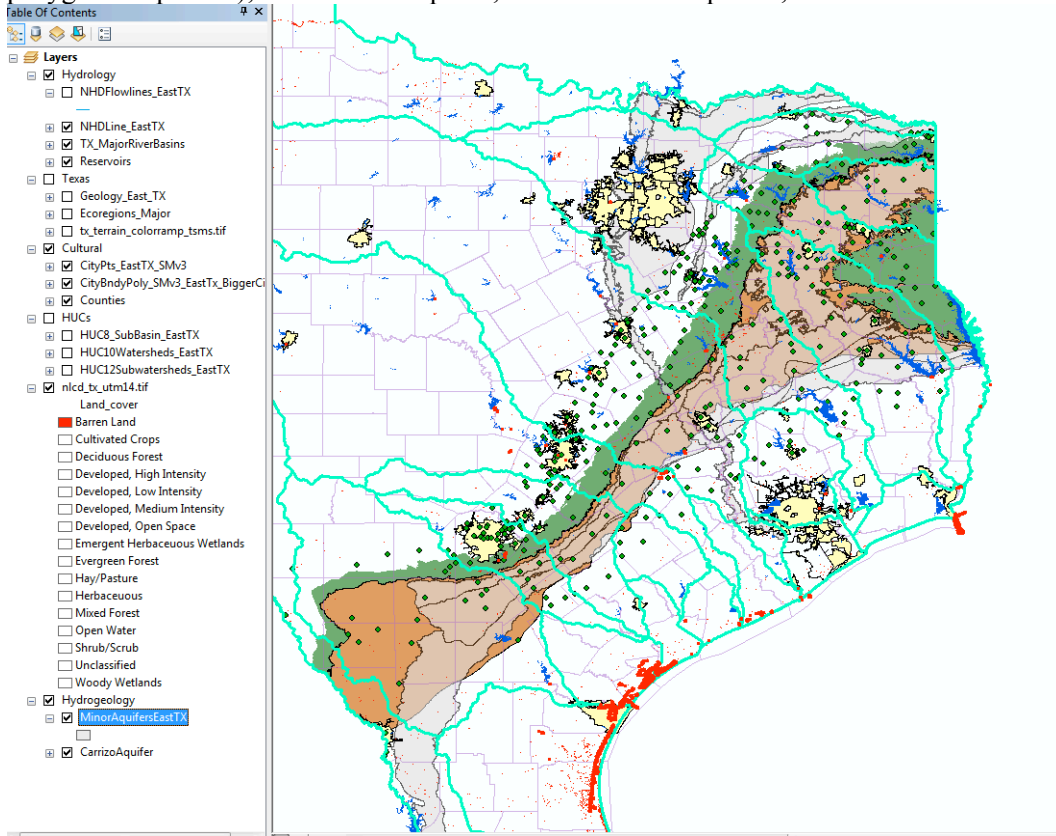 Table Of Contents
Layers
Hydrology
NHDFlowlines_EastTX
NHDLine_EastTX
TX_MajorRiverBasins
Reservoirs
Texas
Geology_East_TX
Ecoregions_Major
tx_terrain_colorramp_tsms.tif
Cultural
CityPts_EastTX_SMv3
CityBndyPoly_SMv3_EastTx_BiggerCi
Counties
HUCs
HUC8_SubBasin_EastTX
HUC10Watersheds_EastTX
HUC12Subwatersheds_EastTX
nlcd_tx_utm14.tif
Land_cover
Barren Land
Cultivated Crops
Deciduous Forest
Developed, High Intensity
Developed, Low Intensity
Developed, Medium Intensity
Developed, Open Space
Emergent Herbaceuous Wetlands
Evergreen Forest
Hay/Pasture
Herbaceous
Mixed Forest
Open Water
Shrub/Scrub
Unclassified
Woody Wetlands
Hydrogeology
MinorAquifersEastTX
CarrizoAquifer